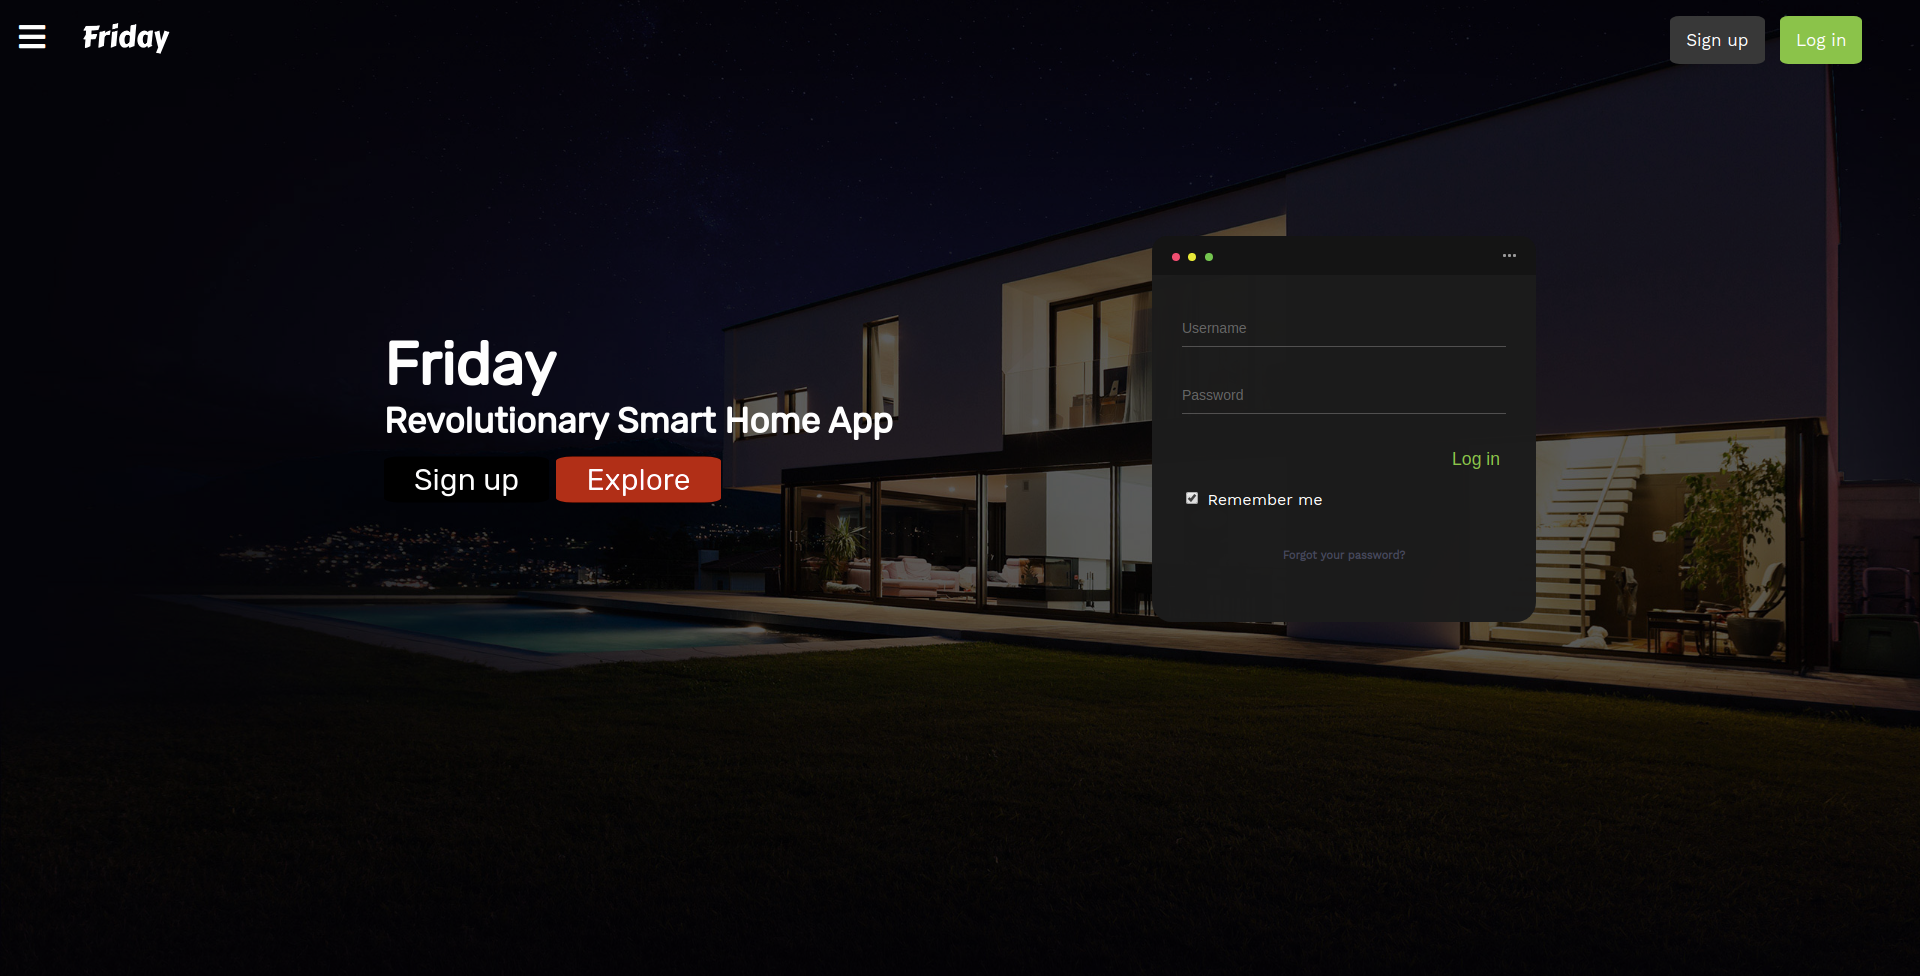 Friday
Sign up
Log in
Friday
Revolutionary Smart Home App
Sign up
Explore
Username
Password
Log in
Remember me
Forgot your password?